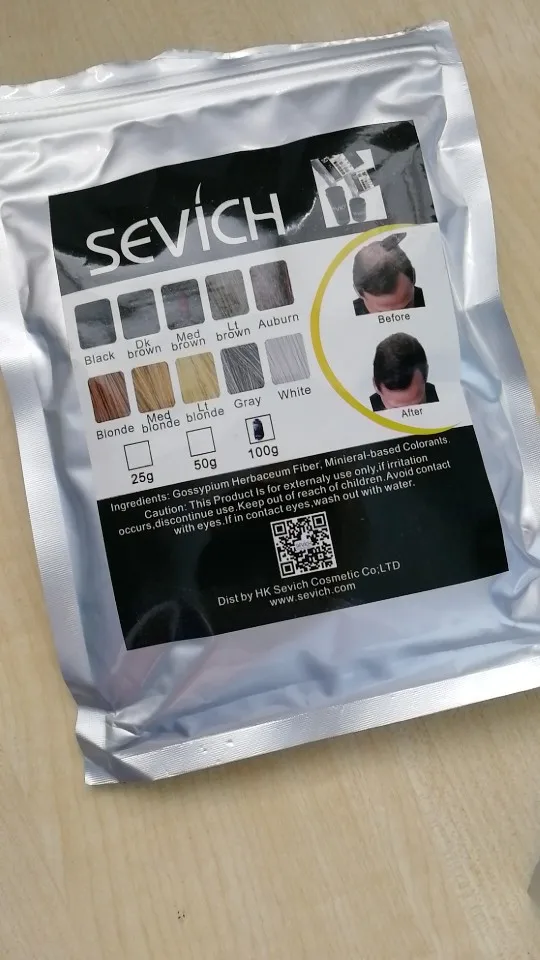 SEVICH
Black
Dk brown
Med brown
Lt brown
Auburn
Blonde
Med blonde
Lt blonde
Gray
White
Before
After
25g
50g
100g
Ingredients: Gossypium Herbaceum Fiber, Minieral-based Colorants.
Caution: This Product Is for externaly use only,if irritation
occurs,discontinue use.Keep out of reach of children.Avoid contact
with eyes.If in contact eyes,wash out with water.
Dist by HK Sevich Cosmetic Co;LTD
www.sevich.com